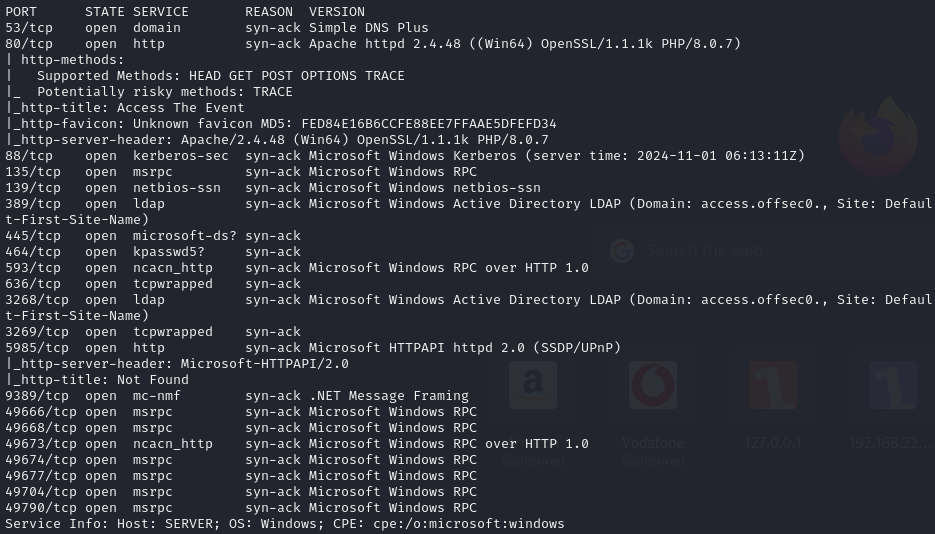 PORT      STATE SERVICE       REASON  VERSION
53/tcp    open  domain        syn-ack Simple DNS Plus
80/tcp    open  http          syn-ack Apache httpd 2.4.48 ((Win64) OpenSSL/1.1.1k PHP/8.0.7)
| http-methods:
|   Supported Methods: HEAD GET POST OPTIONS TRACE
|_  Potentially risky methods: TRACE
|_http-title: Access The Event
|_http-favicon: Unknown favicon MD5: FED84E16B6CCFE88EE7FFAAE5DFEFD34
|_http-server-header: Apache/2.4.48 (Win64) OpenSSL/1.1.1k PHP/8.0.7
88/tcp    open  kerberos-sec  syn-ack Microsoft Windows Kerberos (server time: 2024-11-01 06:13:11Z)
135/tcp   open  msrpc         syn-ack Microsoft Windows RPC
139/tcp   open  netbios-ssn   syn-ack Microsoft Windows netbios-ssn
389/tcp   open  ldap          syn-ack Microsoft Windows Active Directory LDAP (Domain: access.offsec0., Site: Defaul
t-First-Site-Name)
445/tcp   open  microsoft-ds? syn-ack
464/tcp   open  kpasswd5?     syn-ack
593/tcp   open  ncacn_http    syn-ack Microsoft Windows RPC over HTTP 1.0
636/tcp   open  tcpwrapped    syn-ack
3268/tcp  open  ldap          syn-ack Microsoft Windows Active Directory LDAP (Domain: access.offsec0., Site: Defaul
t-First-Site-Name)
3269/tcp  open  tcpwrapped    syn-ack
5985/tcp  open  http          syn-ack Microsoft HTTPAPI httpd 2.0 (SSDP/UPnP)
|_http-server-header: Microsoft-HTTPAPI/2.0
|_http-title: Not Found
9389/tcp  open  mc-nmf        syn-ack .NET Message Framing
49666/tcp open  msrpc         syn-ack Microsoft Windows RPC
49668/tcp open  msrpc         syn-ack Microsoft Windows RPC
49673/tcp open  ncacn_http    syn-ack Microsoft Windows RPC over HTTP 1.0
49674/tcp open  msrpc         syn-ack Microsoft Windows RPC
49677/tcp open  msrpc         syn-ack Microsoft Windows RPC
49704/tcp open  msrpc         syn-ack Microsoft Windows RPC
49790/tcp open  msrpc         syn-ack Microsoft Windows RPC
Service Info: Host: SERVER; OS: Windows; CPE: cpe:/o:microsoft:windows
Search the web
Vodafone
127.0.0.1
192.168.22...
Sponsored
Sponsored